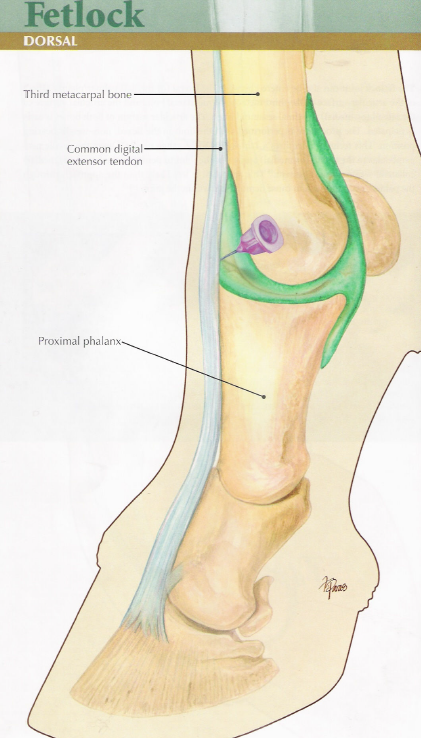 Fetlock
DORSAL
Third metacarpal bone
Common digital
extensor tendon
Proximal phalanx